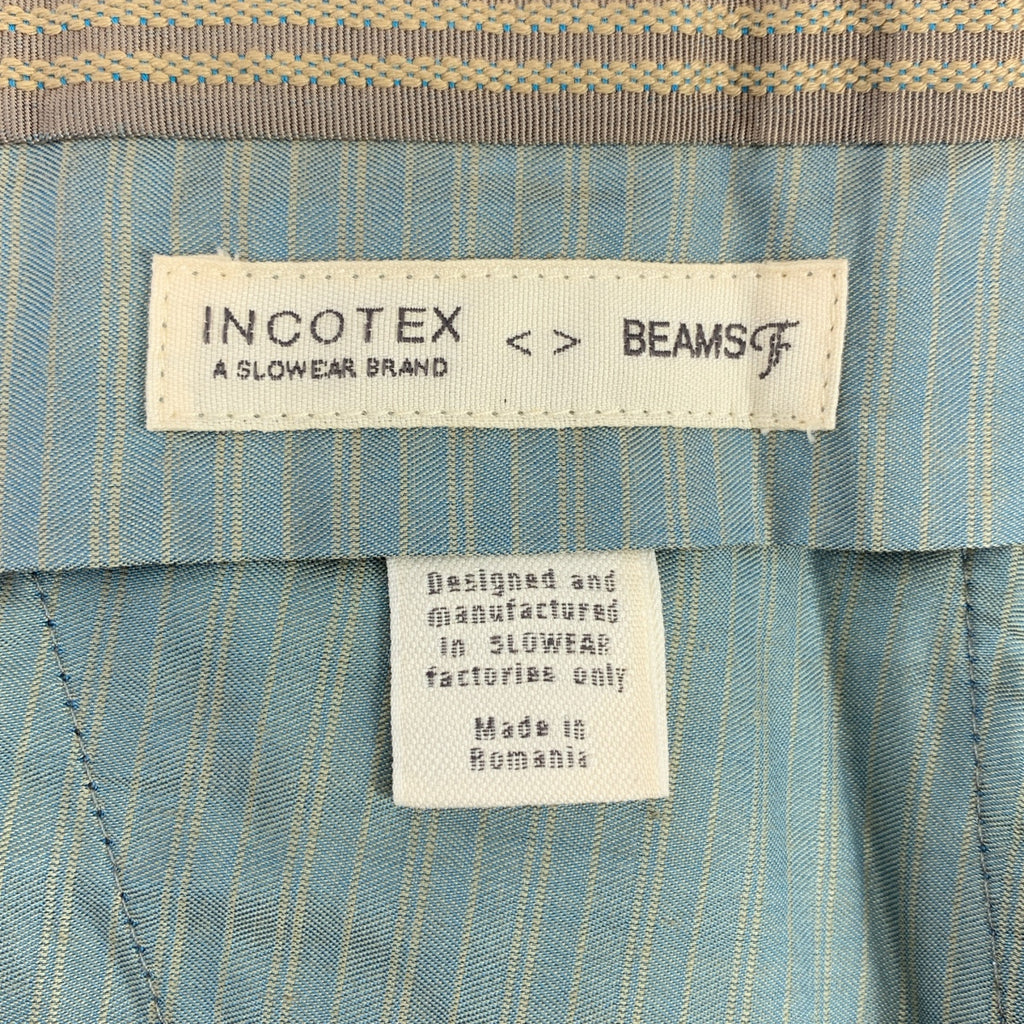 INCOTEX < > BEAMS F
A SLOWEAR BRAND
Designed and
manufactured
in SLOWEAR
factories only
Made in
Romania